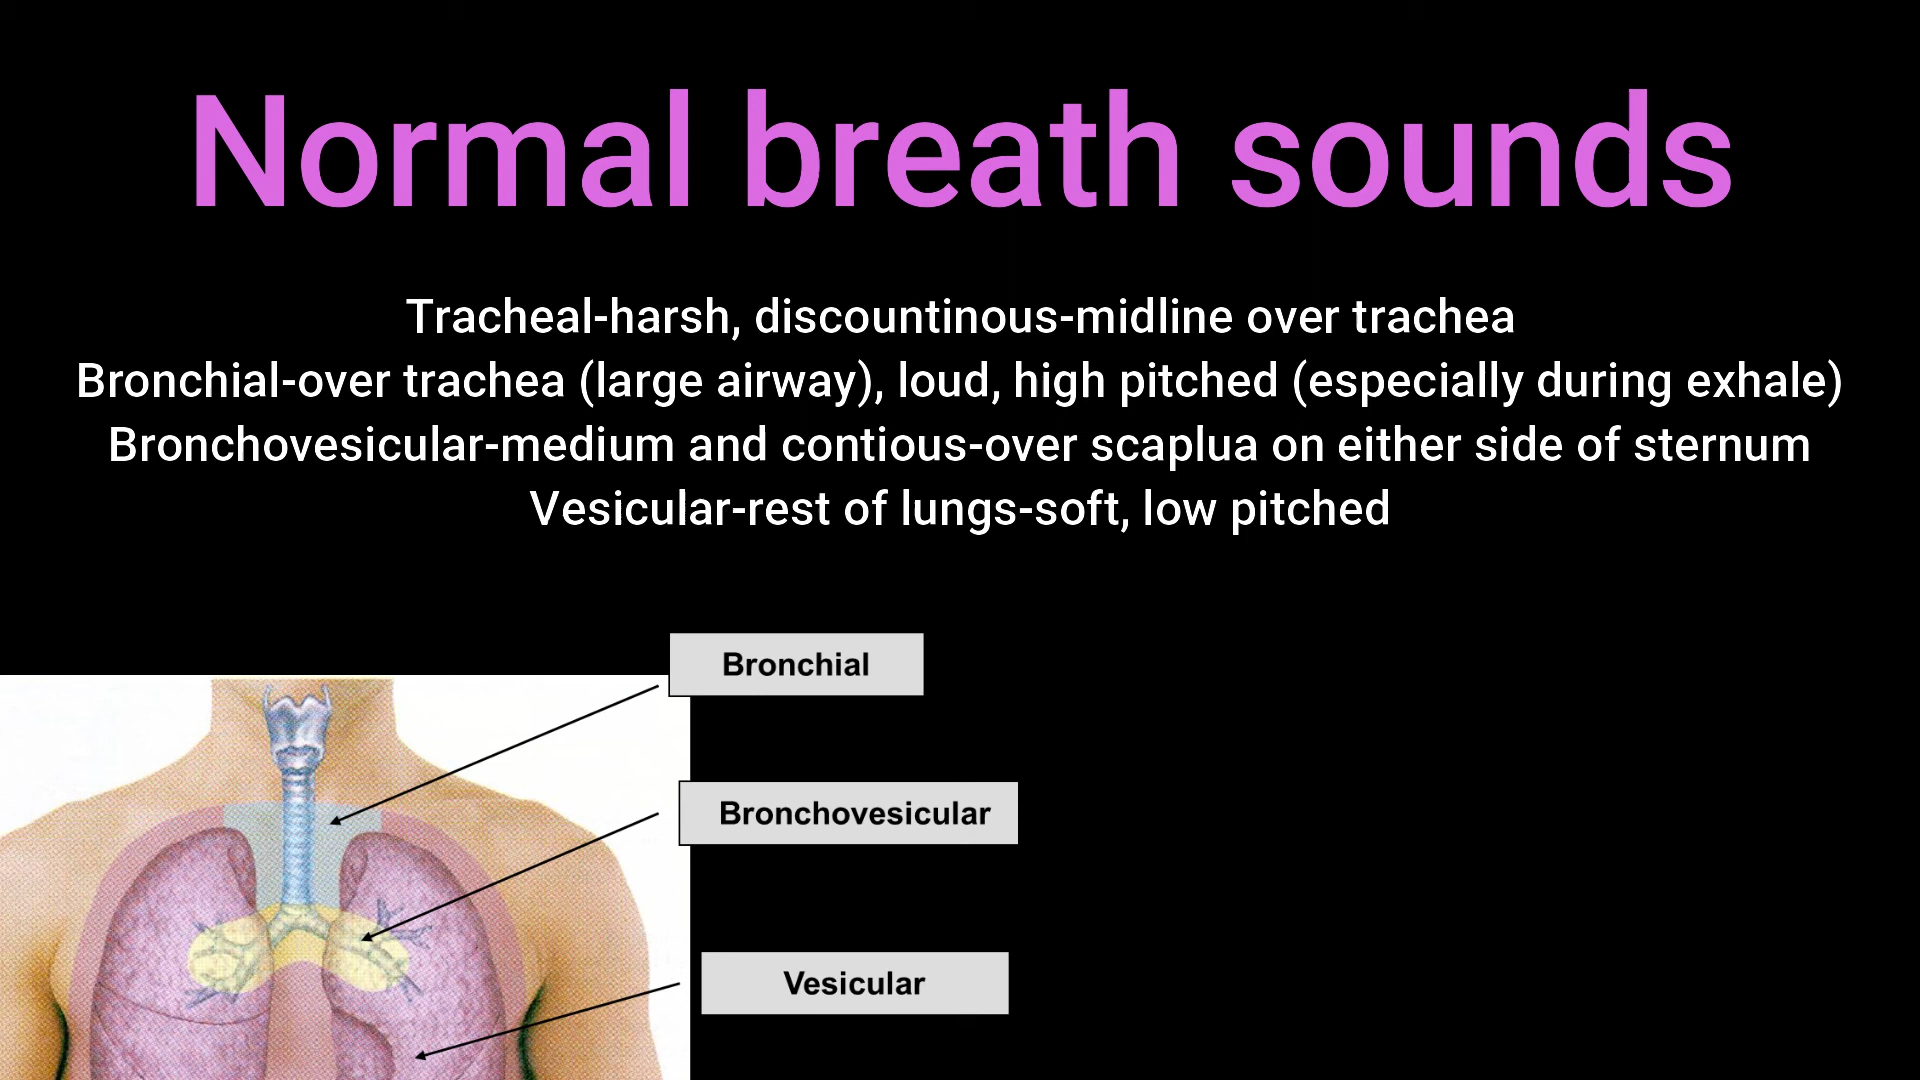 Normal breath sounds
Tracheal-harsh, discountinous-midline over trachea
Bronchial-over trachea (large airway), loud, high pitched (especially during exhale)
Bronchovesicular-medium and contious-over scaplua on either side of sternum
Vesicular-rest of lungs-soft, low pitched
Bronchial
Bronchovesicular
Vesicular